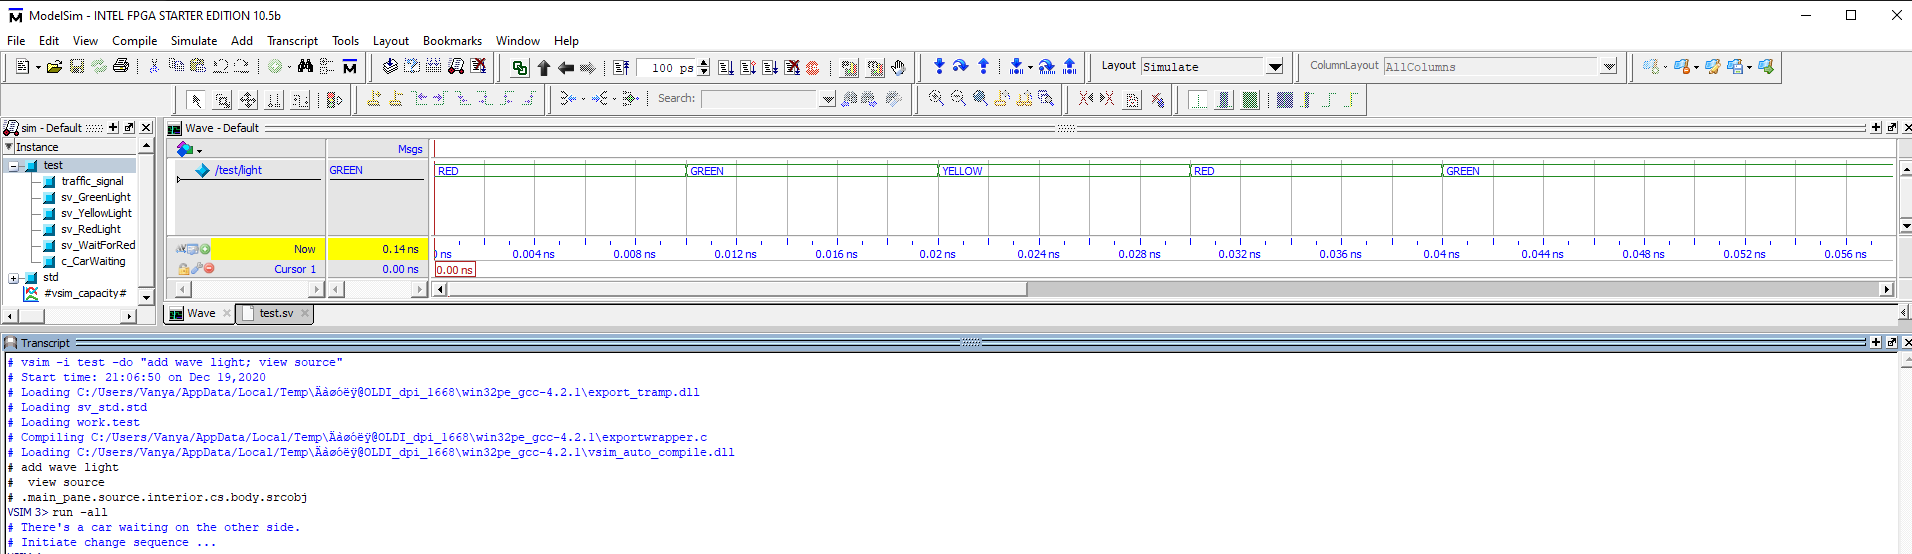 ModelSim - INTEL FPGA STARTER EDITION 10.5b
File Edit View Compile Simulate Add Transcript Tools Layout Bookmarks Window Help
100 ps
Layout Simulate
ColumnLayout AllColumns
Search:
sim - Default
Instance
test
traffic_signal
sv_GreenLight
sv_YellowLight
sv_RedLight
sv_WaitForRed
c_CarWaiting
std
#vsim_capacity#
Wave - Default
Msgs
/test/light GREEN RED GREEN YELLOW RED GREEN
Now 0.14 ns
ns 0.004 ns 0.008 ns 0.012 ns 0.016 ns 0.02 ns 0.024 ns 0.028 ns 0.032 ns 0.036 ns 0.04 ns 0.044 ns 0.048 ns 0.052 ns 0.056 ns
Cursor 1 0.00 ns 0.00 ns
Wave test.sv
Transcript
# vsim -i test -do "add wave light; view source"
# Start time: 21:06:50 on Dec 19,2020
# Loading C:/Users/Vanya/AppData/Local/Temp\Äàøóëÿ@OLDI_dpi_1668\win32pe_gcc-4.2.1\export_tramp.dll
# Loading sv_std.std
# Loading work.test
# Compiling C:/Users/Vanya/AppData/Local/Temp\Äàøóëÿ@OLDI_dpi_1668\win32pe_gcc-4.2.1\exportwrapper.c
# Loading C:/Users/Vanya/AppData/Local/Temp\Äàøóëÿ@OLDI_dpi_1668\win32pe_gcc-4.2.1\vsim_auto_compile.dll
# add wave light
#  view source
# .main_pane.source.interior.cs.body.srcobj
VSIM 3> run -all
# There's a car waiting on the other side.
# Initiate change sequence ...